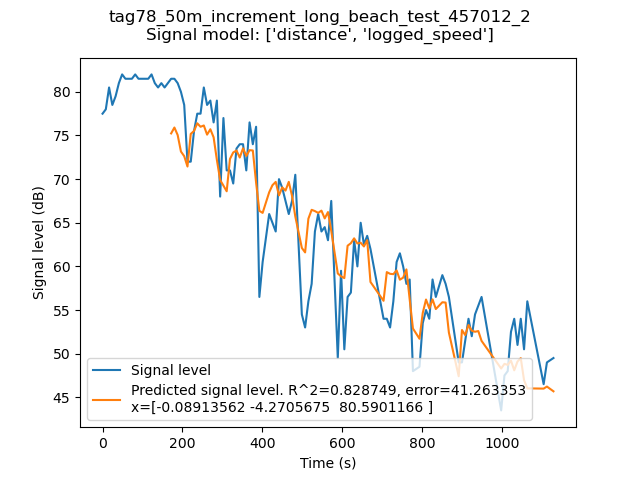 tag78_50m_increment_long_beach_test_457012_2
Signal model: ['distance', 'logged_speed']
80
75
70
65
60
55
50
45
Signal level (dB)
Signal level
Predicted signal level. R^2=0.828749, error=41.263353
x=[-0.08913562 -4.2705675  80.5901166 ]
0
200
400
600
800
1000
Time (s)